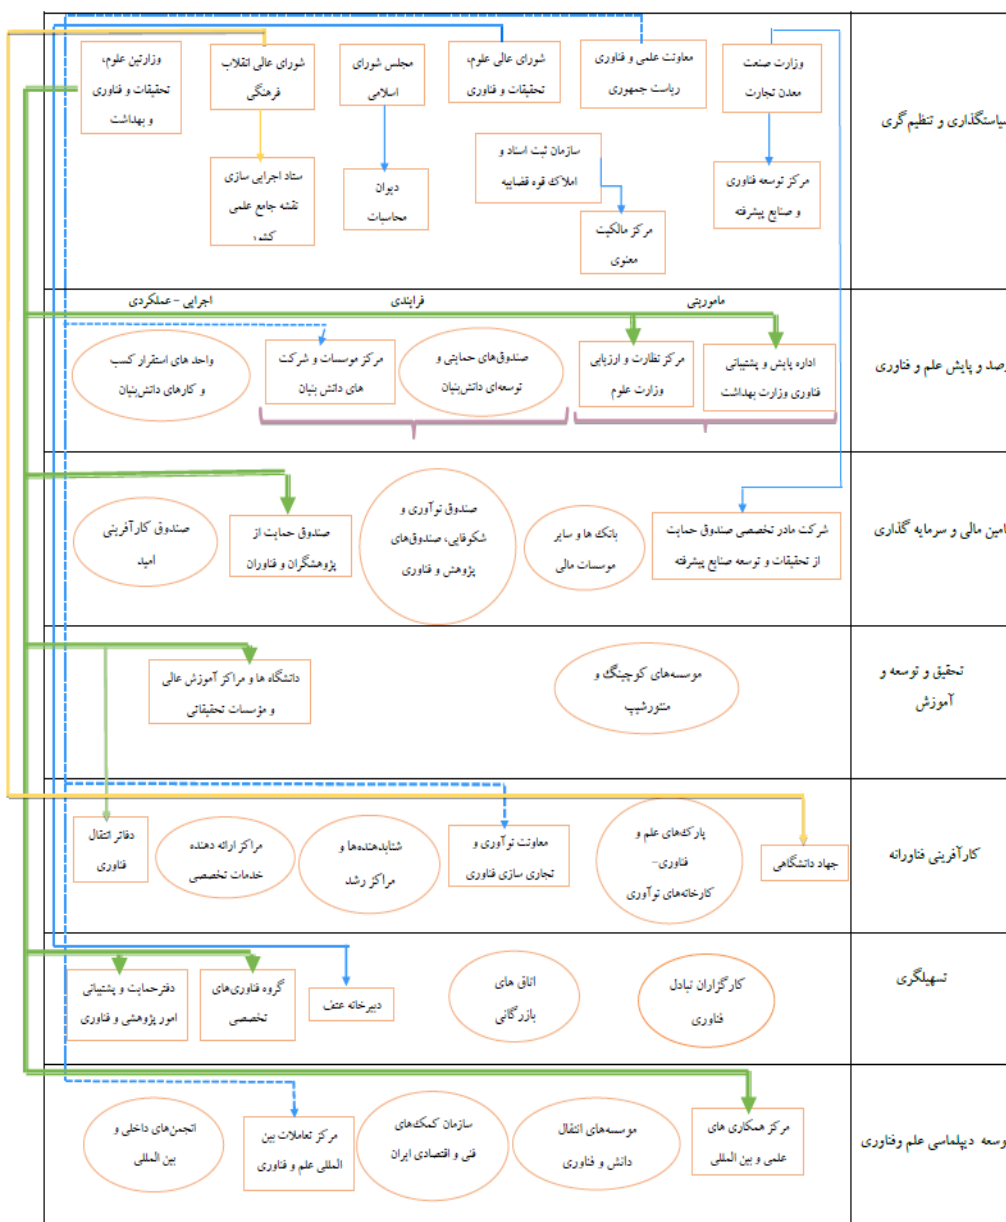 سیاستگذاری و تنظیم گری
وزارت صنعت
معدن تجارت
معاونت علمی و فناوری
ریاست جمهوری
شورای عالی علوم،
تحقیقات و فناوری
مجلس شورای
اسلامی
شورای عالی انقلاب
فرهنگی
وزارتین علوم،
تحقیقات و فناوری
و بهداشت
مرکز توسعه فناوری
و صنایع پیشرفته
سازمان ثبت اسناد و
املاک قوه قضاییه
مرکز مالکیت
معنوی
دیوان
محاسبات
ستاد اجرایی سازی
نقشه جامع علمی
کشور
رصد و پایش علم و فناوری
ماموریتی
فرایندی
اجرایی - عملکردی
اداره پایش و پشتیبانی
فناوری وزارت بهداشت
مرکز نظارت و ارزیابی
وزارت علوم
صندوق‌های حمایتی و
توسعه‌ای دانش‌بنیان
مرکز موسسات و شرکت
های دانش بنیان
واحد های استقرار کسب
و کارهای دانش‌بنیان
تامین مالی و سرمایه گذاری
شرکت مادر تخصصی صندوق حمایت
از تحقیقات و توسعه صنایع پیشرفته
بانک ها و سایر
موسسات مالی
صندوق نوآوری و
شکوفایی، صندوق‌های
پژوهش و فناوری
صندوق حمایت از
پژوهشگران و فناوران
صندوق کارآفرینی
امید
تحقیق و توسعه و
آموزش
موسسه‌های کوچینگ و
منتورشیپ
دانشگاه ها و مراکز آموزش عالی
و مؤسسات تحقیقاتی
کارآفرینی فناورانه
جهاد دانشگاهی
پارک‌های علم و
فناوری-
کارخانه‌های نوآوری
معاونت نوآوری و
تجاری سازی فناوری
شتابدهنده‌ها و
مراکز رشد
مراکز ارائه دهنده
خدمات تخصصی
دفاتر انتقال
فناوری
تسهیلگری
کارگزاران تبادل
فناوری
اتاق های
بازرگانی
دبیرخانه عتف
گروه فناوری‌های
تخصصی
دفترحمایت و پشتیبانی
امور پژوهشی و فناوری
توسعه دیپلماسی علم وفناوری
مرکز همکاری های
علمی و بین المللی
موسسه‌های انتقال
دانش و فناوری
سازمان کمک‌های
فنی و اقتصادی ایران
مرکز تعاملات بین
المللی علم و فناوری
انجمن‌های داخلی و
بین المللی